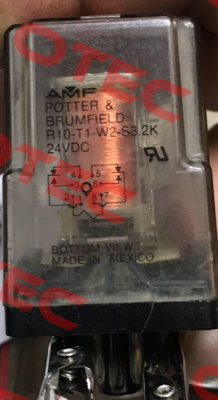 AMF
POTTER &
BRUMFIELD
R10-T1-W2-S3.2K
24VDC
BOTTOM VIEW
MADE IN MEXICO